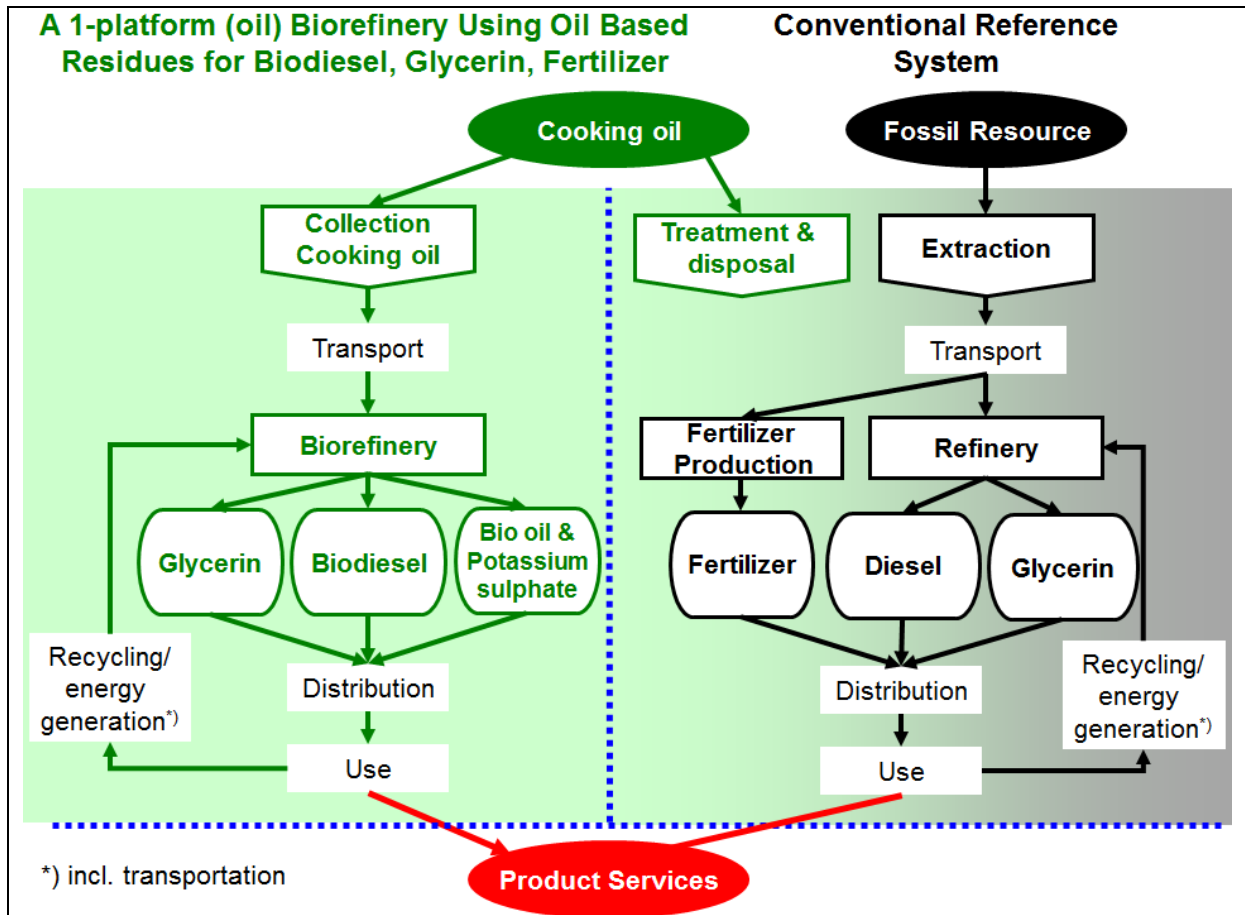 A 1-platform (oil) Biorefinery Using Oil Based
Residues for Biodiesel, Glycerin, Fertilizer
Conventional Reference
System
Cooking oil
Fossil Resource
Collection
Cooking oil
Treatment &
disposal
Extraction
Transport
Transport
Biorefinery
Fertilizer
Production
Refinery
Glycerin
Biodiesel
Bio oil &
Potassium
sulphate
Fertilizer
Diesel
Glycerin
Recycling/
energy
generation*)
Distribution
Distribution
Recycling/
energy
generation*)
Use
Use
*) incl. transportation
Product Services